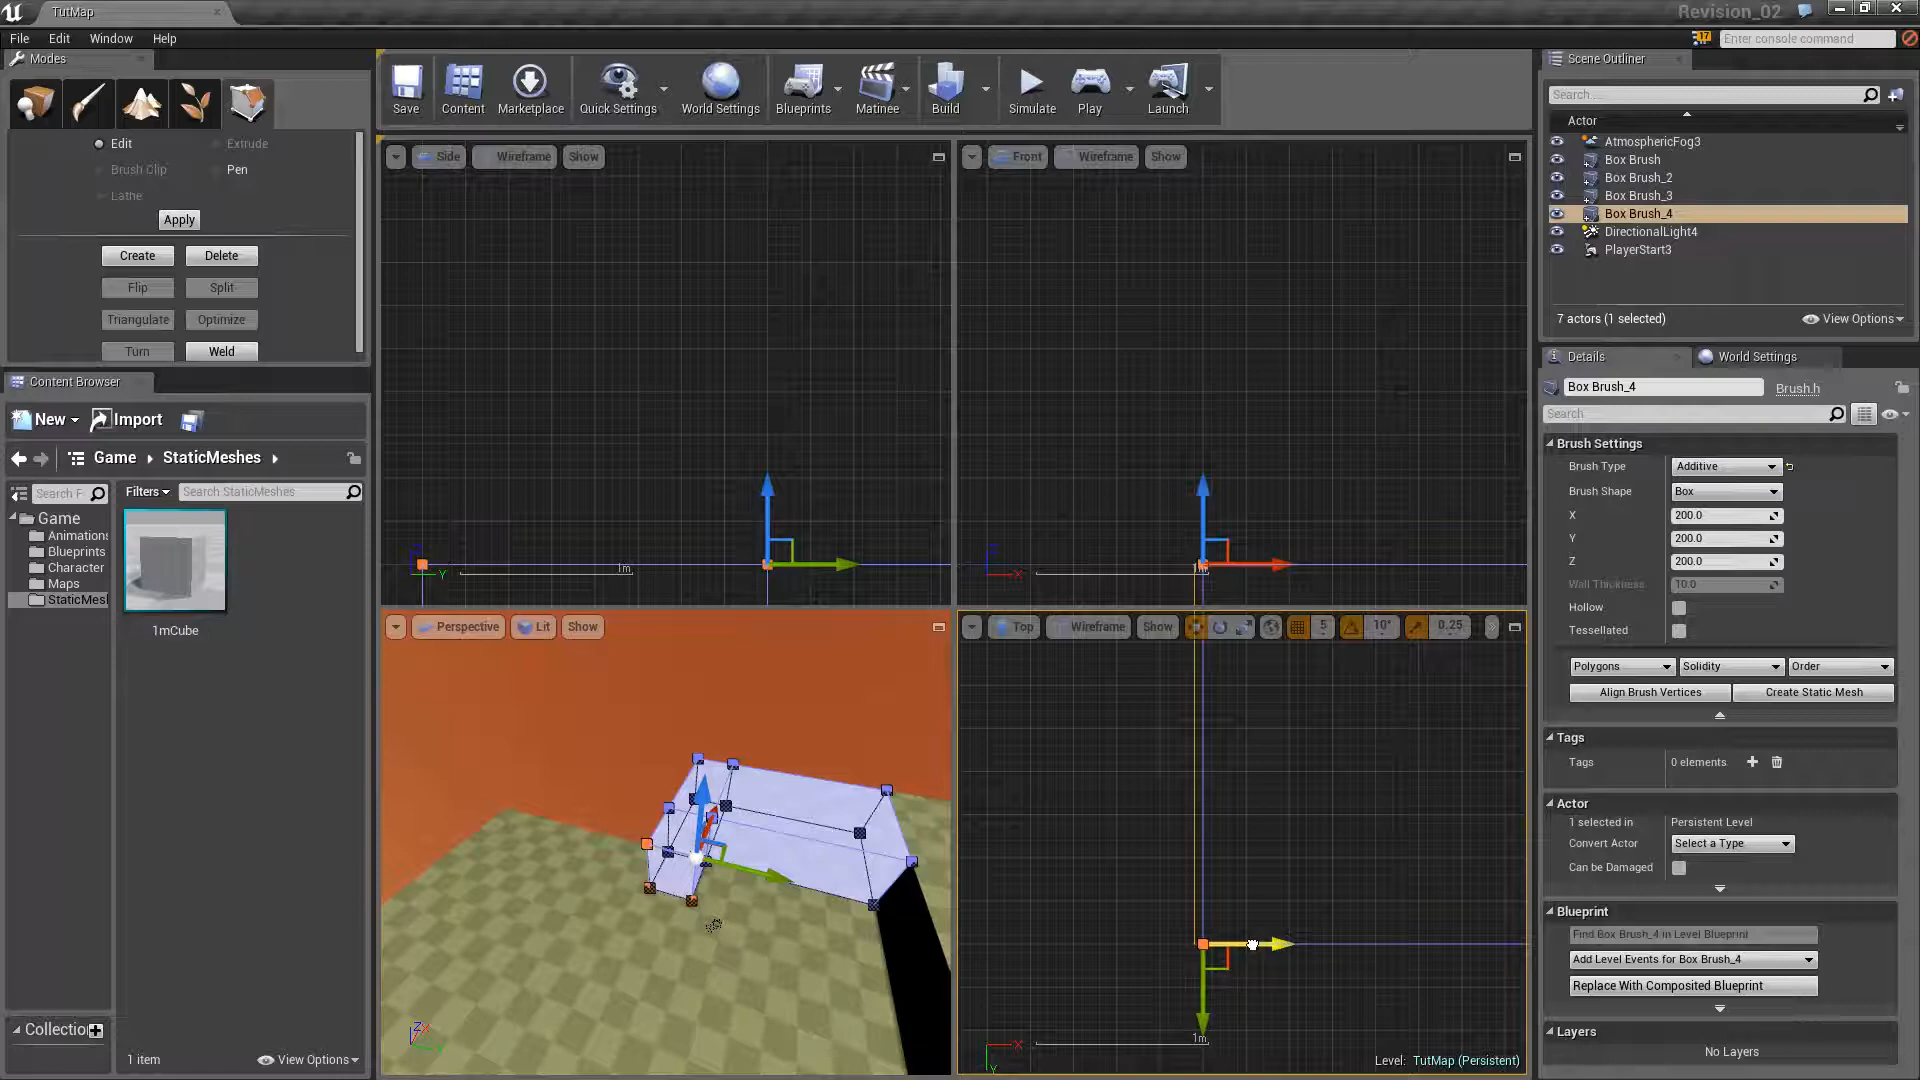 TutMap
Revision_02
File Edit Window Help
17 Enter console command
Modes
Edit Extrude
Brush Clip Pen
Lathe
Apply
Create Delete
Flip Split
Triangulate Optimize
Turn Weld
Save Content Marketplace Quick Settings World Settings Blueprints Matinee Build Simulate Play Launch
Side Wireframe Show
Z
Y
1m
Front Wireframe Show
X
1m
Perspective Lit Show
Z X
Y
Top Wireframe Show 5 10° 0.25
X
Y
1m
Level: TutMap (Persistent)
Content Browser
New Import
Game StaticMeshes
Search F
Filters Search StaticMeshes
Game
Animation
Blueprints
Character
Maps
StaticMesh
1mCube
Collectio
1 item View Options
Scene Outliner
Search...
Actor
AtmosphericFog3
Box Brush
Box Brush_2
Box Brush_3
Box Brush_4
DirectionalLight4
PlayerStart3
7 actors (1 selected) View Options
Details World Settings
Box Brush_4 Brush.h
Search
Brush Settings
Brush Type Additive
Brush Shape Box
X 200.0
Y 200.0
Z 200.0
Wall Thickness 10.0
Hollow
Tessellated
Polygons Solidity Order
Align Brush Vertices Create Static Mesh
Tags
Tags 0 elements
Actor
1 selected in Persistent Level
Convert Actor Select a Type
Can be Damaged
Blueprint
Find Box Brush_4 in Level Blueprint
Add Level Events for Box Brush_4
Replace With Composited Blueprint
Layers
No Layers